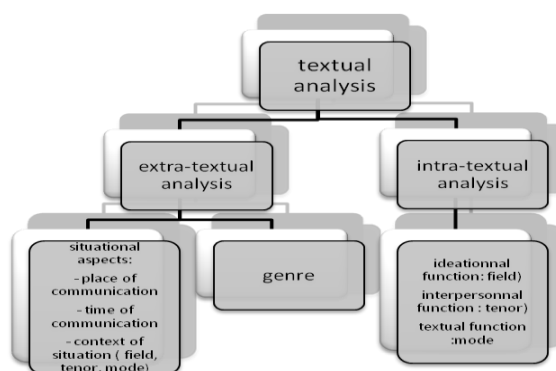 textual
analysis
extra-textual
analysis
intra-textual
analysis
situational
aspects:
-place of
communication
-time of
communication
-context of
situation ( field,
tenor, mode)
genre
ideationnal
function: field)
interpersonnal
function : tenor)
textual function
:mode